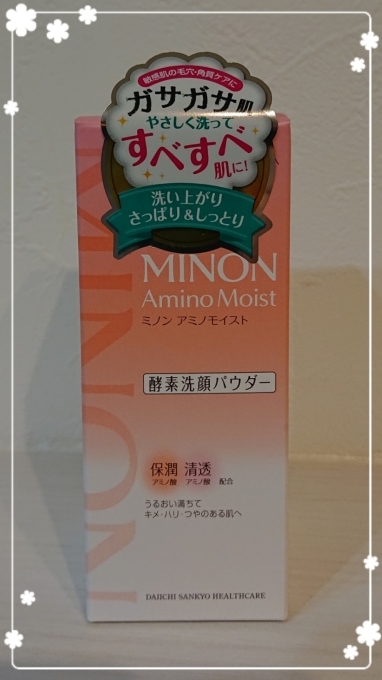 敏感肌の毛穴・角質ケアに
ガサガサ肌
やさしく洗って
すべすべ
肌に!
洗い上がり
さっぱり&しっとり
MINON
MINON
Amino Moist
ミノン アミノモイスト
酵素洗顔パウダー
保潤 清透
アミノ酸 アミノ酸 配合
うるおい満ちて
キメ・ハリ・つやのある肌へ
DAIICHI SANKYO HEALTHCARE